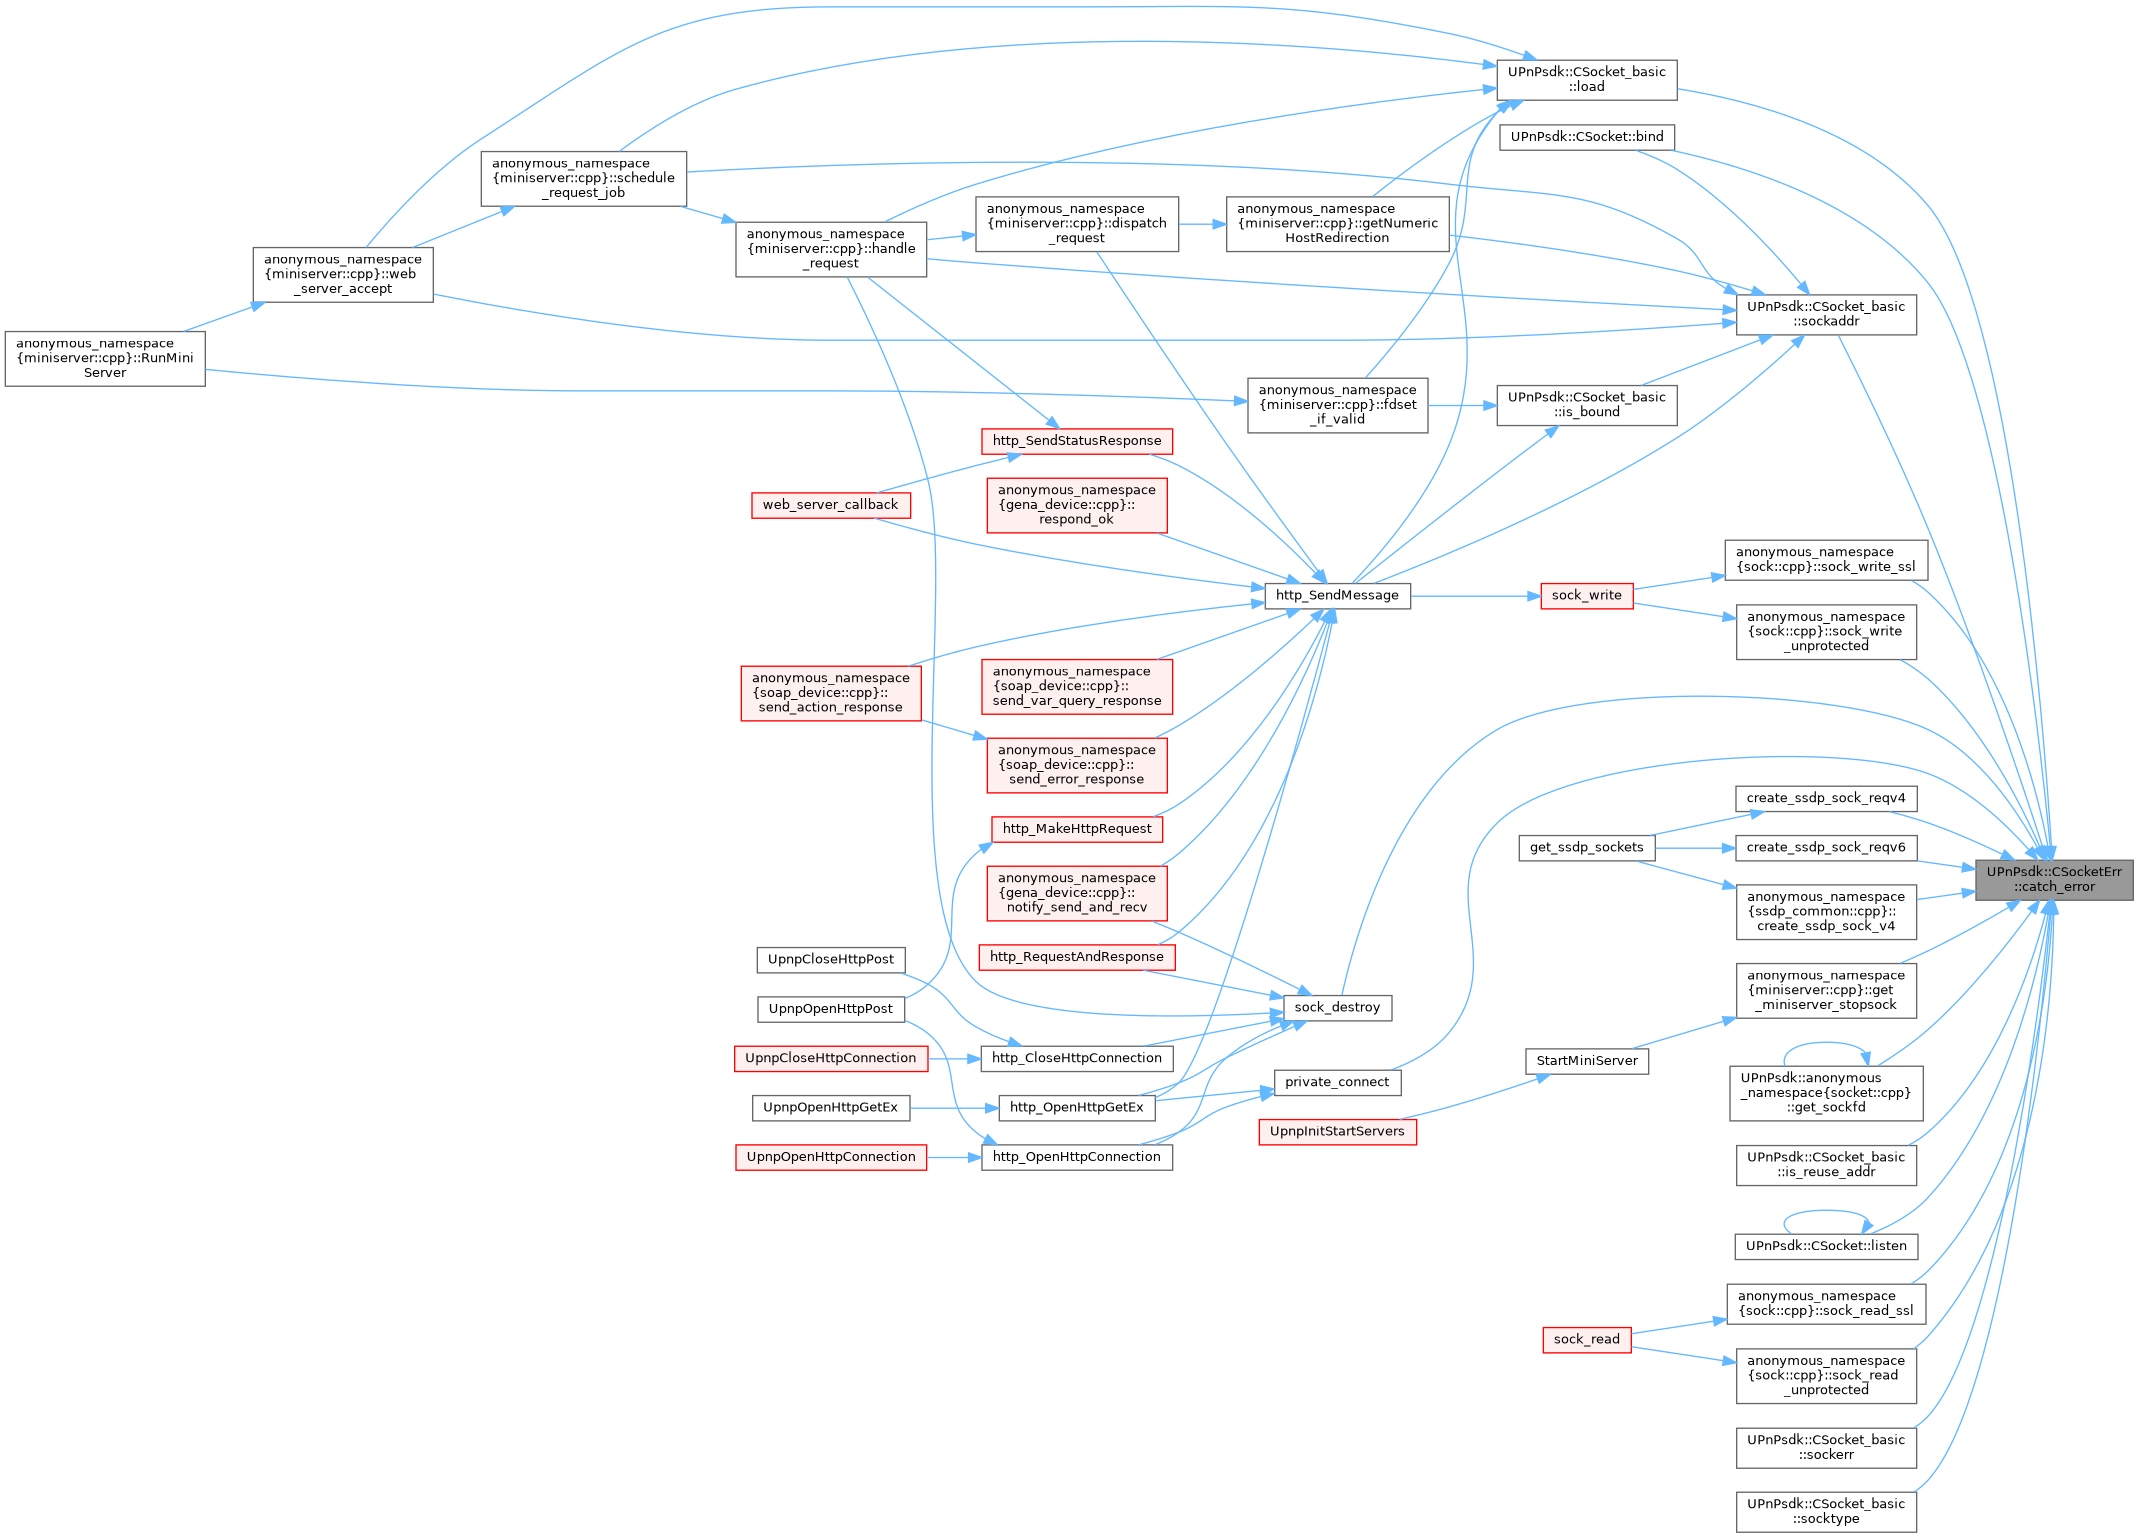 UPnPsdk::CSocket_basic
::load
UPnPsdk::CSocket::bind
anonymous_namespace
{miniserver::cpp}::schedule
_request_job
anonymous_namespace
{miniserver::cpp}::dispatch
_request
anonymous_namespace
{miniserver::cpp}::getNumeric
HostRedirection
anonymous_namespace
{miniserver::cpp}::handle
_request
anonymous_namespace
{miniserver::cpp}::web
_server_accept
UPnPsdk::CSocket_basic
::sockaddr
anonymous_namespace
{miniserver::cpp}::RunMini
Server
anonymous_namespace
{miniserver::cpp}::fdset
_if_valid
UPnPsdk::CSocket_basic
::is_bound
http_SendStatusResponse
web_server_callback
anonymous_namespace
{gena_device::cpp}::
respond_ok
anonymous_namespace
{sock::cpp}::sock_write_ssl
http_SendMessage
sock_write
anonymous_namespace
{sock::cpp}::sock_write
_unprotected
anonymous_namespace
{soap_device::cpp}::
send_action_response
anonymous_namespace
{soap_device::cpp}::
send_var_query_response
anonymous_namespace
{soap_device::cpp}::
send_error_response
create_ssdp_sock_reqv4
http_MakeHttpRequest
get_ssdp_sockets
create_ssdp_sock_reqv6
UPnPsdk::CSocketErr
::catch_error
anonymous_namespace
{gena_device::cpp}::
notify_send_and_recv
anonymous_namespace
{ssdp_common::cpp}::
create_ssdp_sock_v4
UpnpCloseHttpPost
http_RequestAndResponse
anonymous_namespace
{miniserver::cpp}::get
_miniserver_stopsock
UpnpOpenHttpPost
sock_destroy
UpnpCloseHttpConnection
http_CloseHttpConnection
StartMiniServer
private_connect
UPnPsdk::anonymous
_namespace{socket::cpp}
::get_sockfd
UpnpOpenHttpGetEx
http_OpenHttpGetEx
UpnpInitStartServers
UpnpOpenHttpConnection
http_OpenHttpConnection
UPnPsdk::CSocket_basic
::is_reuse_addr
UPnPsdk::CSocket::listen
anonymous_namespace
{sock::cpp}::sock_read_ssl
sock_read
anonymous_namespace
{sock::cpp}::sock_read
_unprotected
UPnPsdk::CSocket_basic
::sockerr
UPnPsdk::CSocket_basic
::socktype